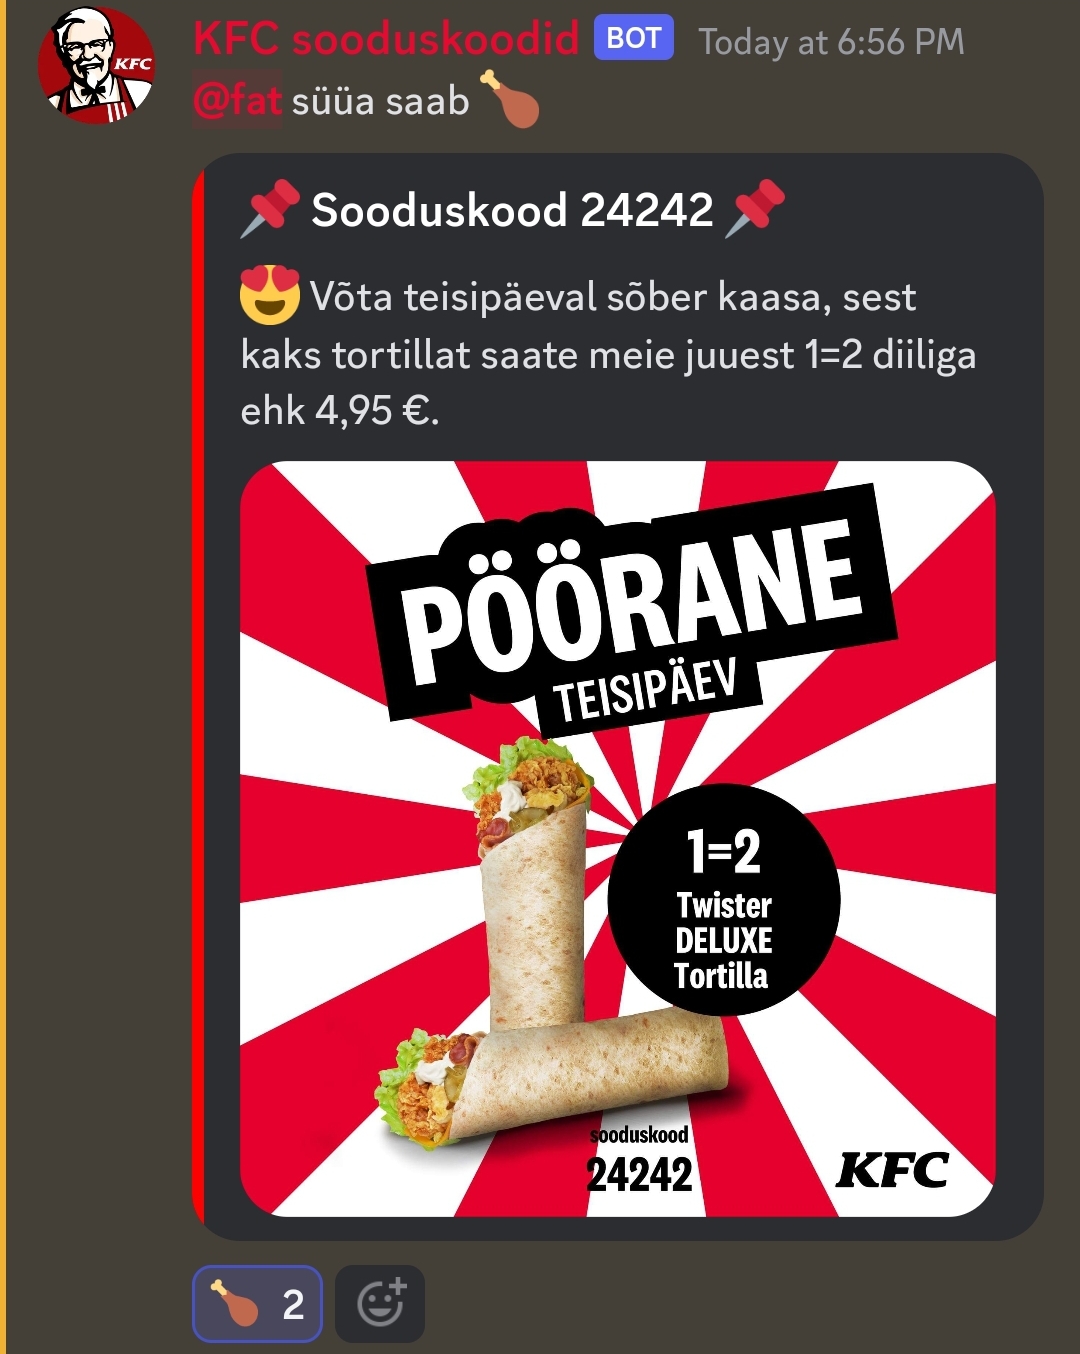 KFC sooduskoodid BOT Today at 6:56 PM
KFC
@fat süüa saab
Sooduskood 24242
Võta teisipäeval sõber kaasa, sest
kaks tortillat saate meie juuest 1=2 diiliga
ehk 4,95 €.
PÖÖRANE
TEISIPÄEV
1=2
Twister
DELUXE
Tortilla
sooduskood
24242
KFC
2